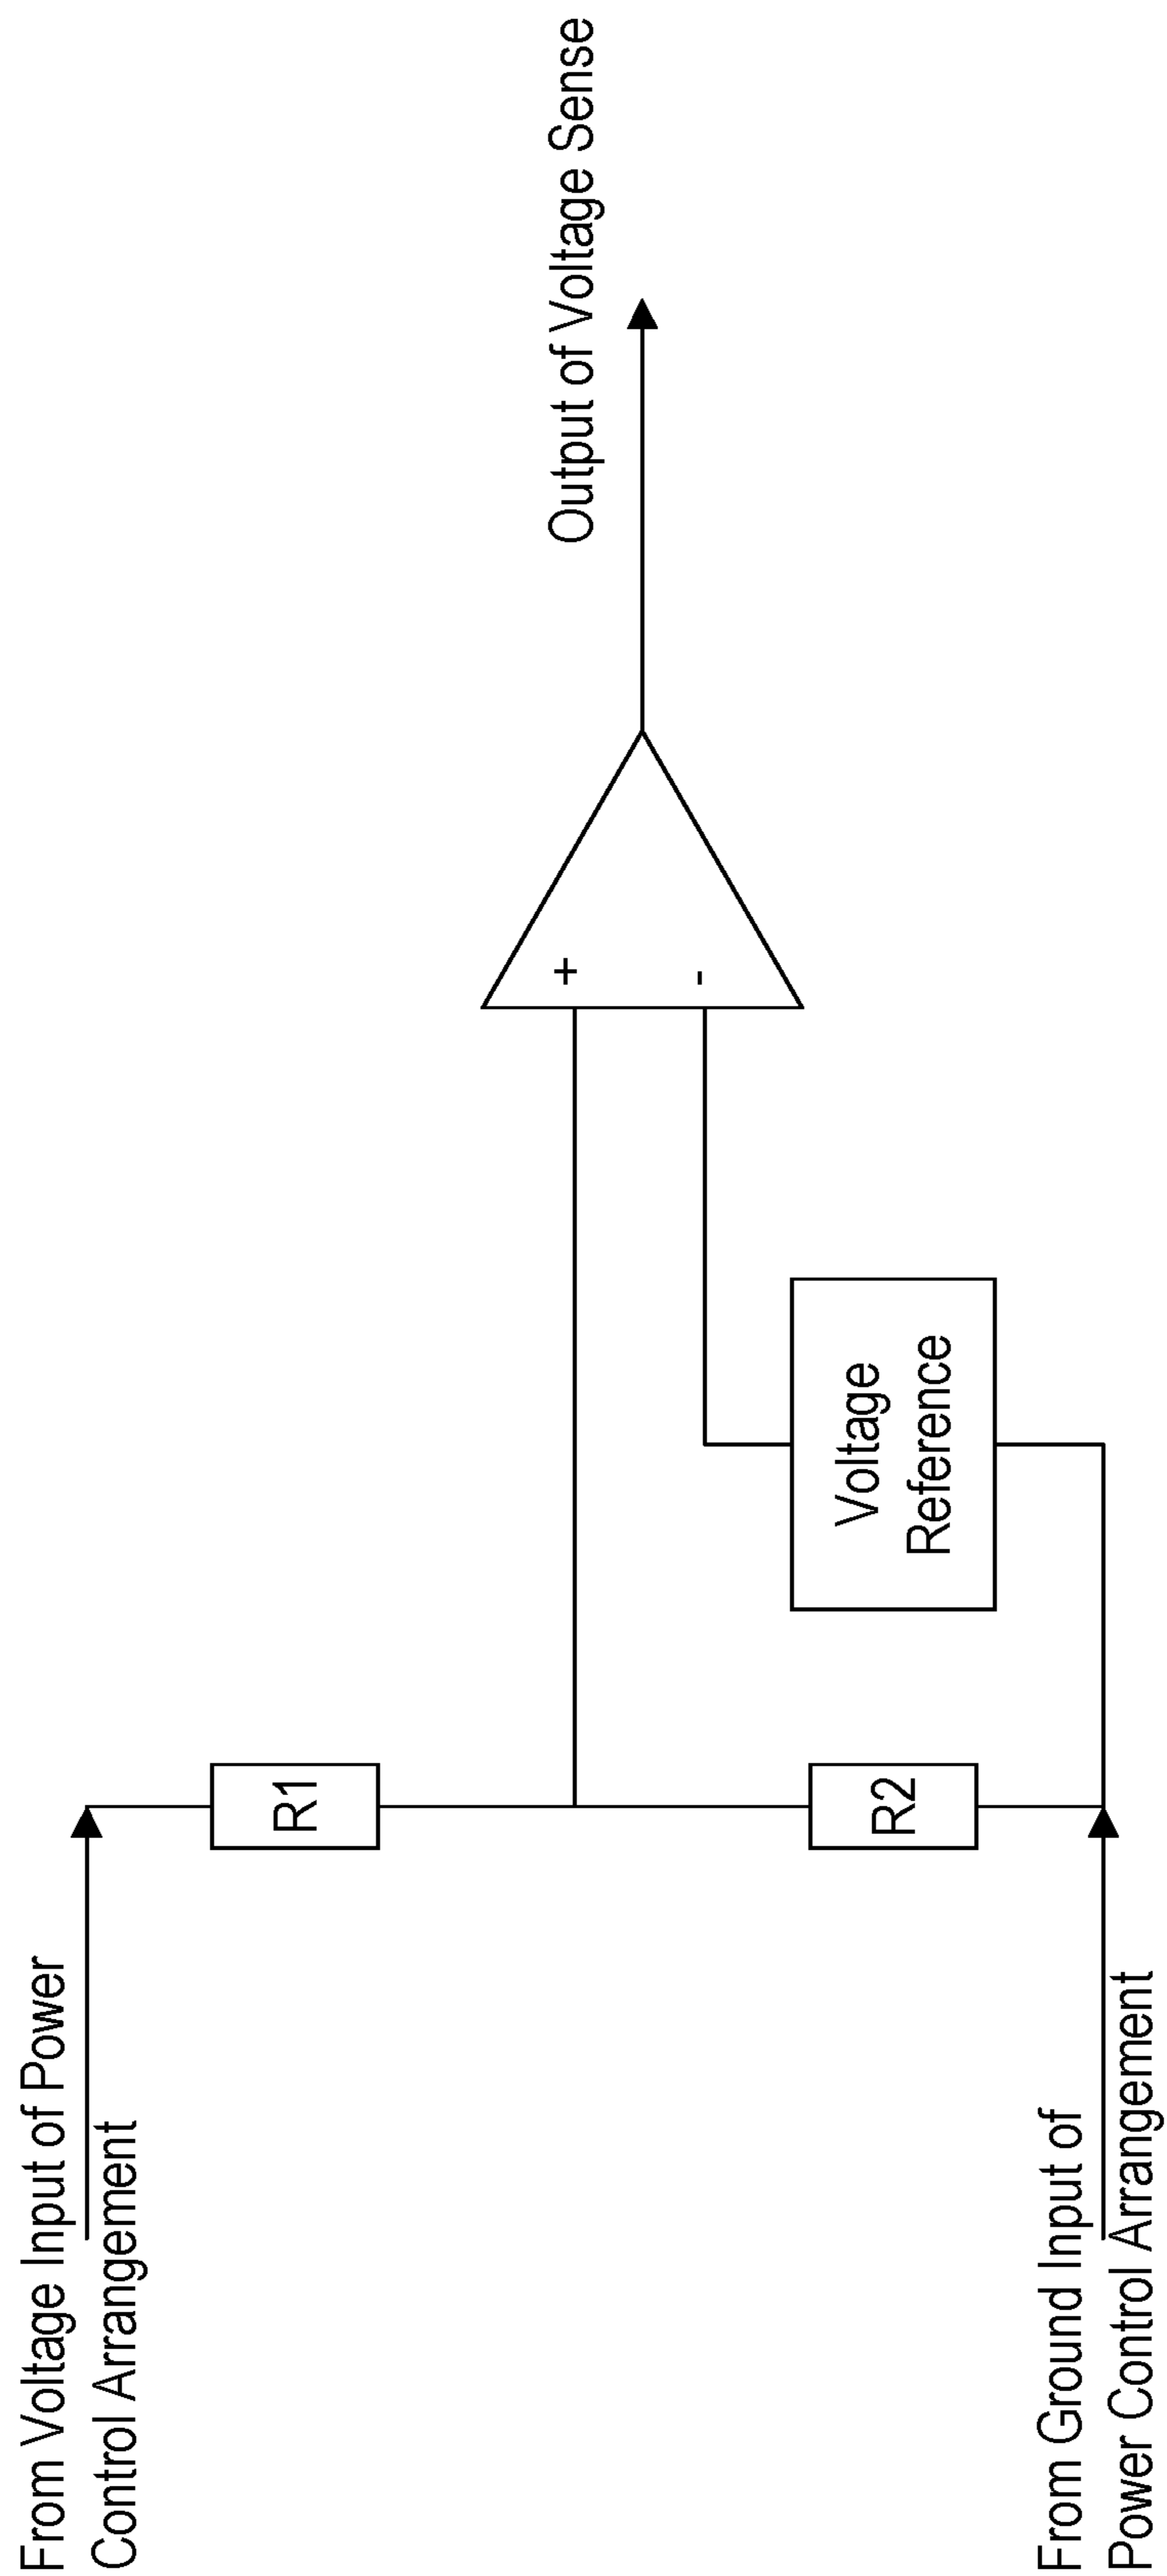 From Voltage Input of Power
Control Arrangement
R1
+
-
Output of Voltage Sense
Voltage
Reference
R2
From Ground Input of
Power Control Arrangement